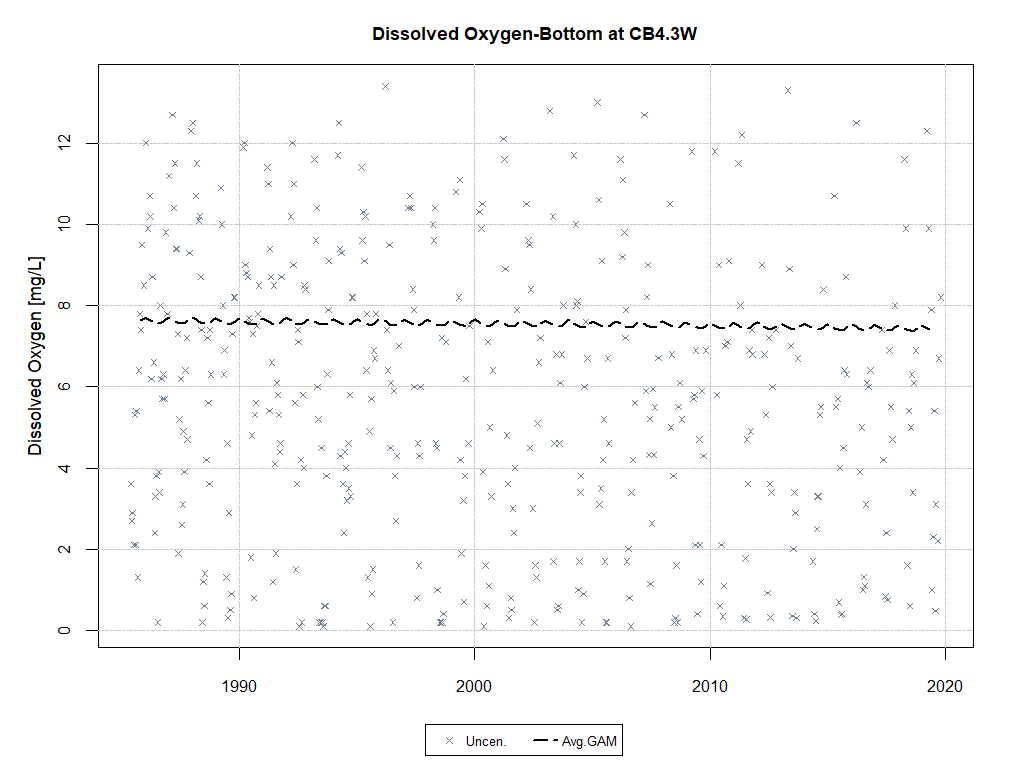 Dissolved Oxygen-Bottom at CB4.3W
Dissolved Oxygen [mg/L]
12
10
8
6
4
2
0
1990 2000 2010 2020
Uncen. Avg.GAM